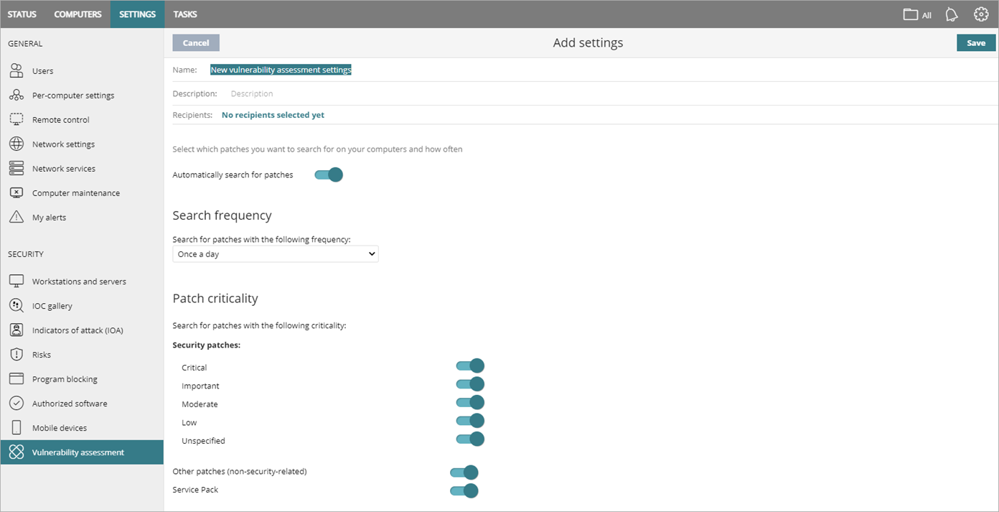 STATUS COMPUTERS SETTINGS TASKS All
GENERAL
Users
Per-computer settings
Remote control
Network settings
Network services
Computer maintenance
My alerts
SECURITY
Workstations and servers
IOC gallery
Indicators of attack (IOA)
Risks
Program blocking
Authorized software
Mobile devices
Vulnerability assessment
Cancel Add settings Save
Name: New vulnerability assessment settings
Description: Description
Recipients: No recipients selected yet
Select which patches you want to search for on your computers and how often
Automatically search for patches
Search frequency
Search for patches with the following frequency:
Once a day
Patch criticality
Search for patches with the following criticality:
Security patches:
Critical
Important
Moderate
Low
Unspecified
Other patches (non-security-related)
Service Pack